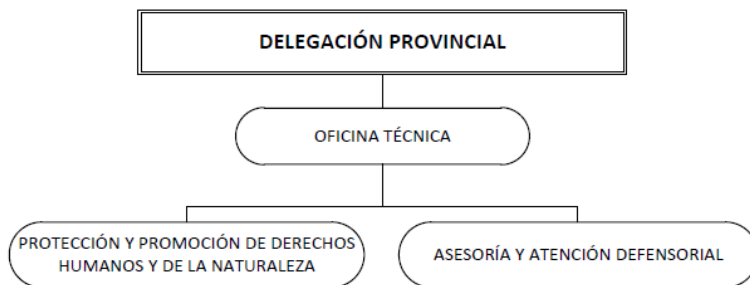 DELEGACIÓN PROVINCIAL
OFICINA TÉCNICA
PROTECCIÓN Y PROMOCIÓN DE DERECHOS
HUMANOS Y DE LA NATURALEZA
ASESORÍA Y ATENCIÓN DEFENSORIAL